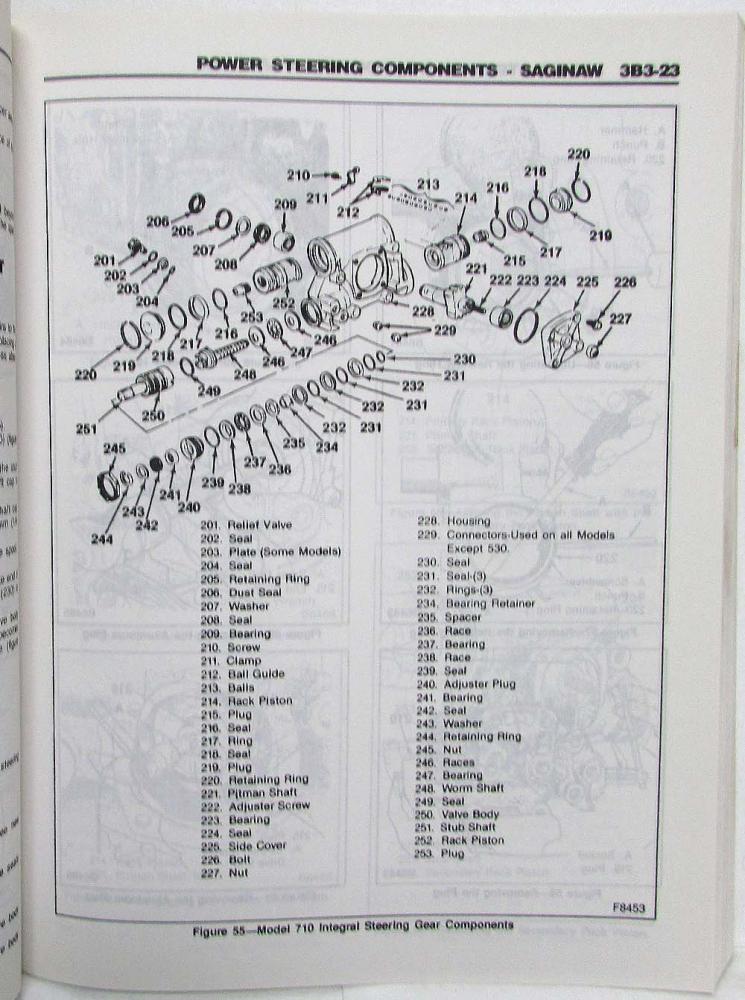 POWER STEERING COMPONENTS - SAGINAW 3B3-23
220
218
216
213
214
210
211
212
209
206
205
207
208
219
217
215
201
202
203
204
221
222 223 224 225 226
227
228
229
252
253
216
217
218
219
220
246
247
246
248
249
250
251
230
231
232
231
232
231
232
234
235
236
237
238
239
240
241
242
243
244
245
201. Relief Valve
202. Seal
203. Plate (Some Models)
204. Seal
205. Retaining Ring
206. Dust Seal
207. Washer
208. Seal
209. Bearing
210. Screw
211. Clamp
212. Ball Guide
213. Balls
214. Rack Piston
215. Plug
216. Seal
217. Ring
218. Seal
219. Plug
220. Retaining Ring
221. Pitman Shaft
222. Adjuster Screw
223. Bearing
224. Seal
225. Side Cover
226. Bolt
227. Nut
228. Housing
229. Connectors-Used on all Models
Except 530.
230. Seal
231. Seal-(3)
232. Rings-(3)
234. Bearing Retainer
235. Spacer
236. Race
237. Bearing
238. Race
239. Seal
240. Adjuster Plug
241. Bearing
242. Seal
243. Washer
244. Retaining Ring
245. Nut
246. Races
247. Bearing
248. Worm Shaft
249. Seal
250. Valve Body
251. Stub Shaft
252. Rack Piston
253. Plug
F8453
Figure 55—Model 710 Integral Steering Gear Components